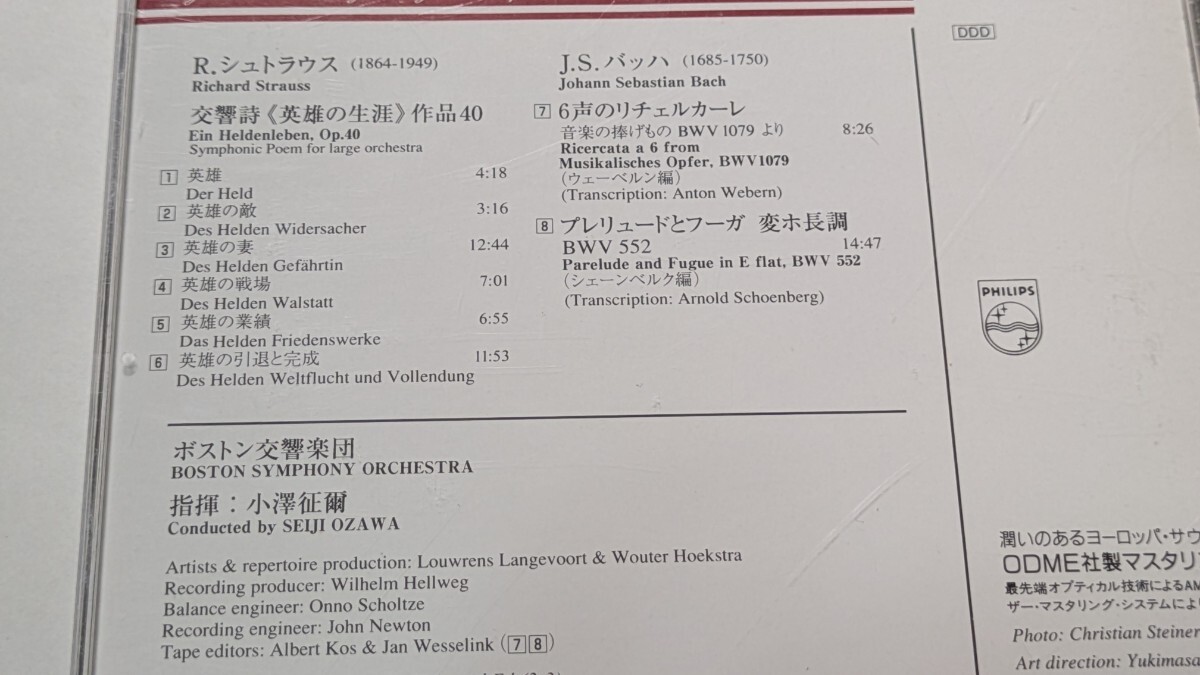 R.シュトラウス (1864-1949)
Richard Strauss
交響詩《英雄の生涯》作品40
Ein Heldenleben, Op.40
Symphonic Poem for large orchestra
1 英雄 4:18
Der Held
2 英雄の敵 3:16
Des Helden Widersacher
3 英雄の妻 12:44
Des Helden Gefährtin
4 英雄の戦場 7:01
Des Helden Walstatt
5 英雄の業績 6:55
Das Helden Friedenswerke
6 英雄の引退と完成 11:53
Des Helden Weltflucht und Vollendung
J.S.バッハ (1685-1750)
Johann Sebastian Bach
7 6声のリチェルカーレ
音楽の捧げもの BWV 1079 より 8:26
Ricercata a 6 from
Musikalisches Opfer, BWV1079
(ウェーベルン編)
(Transcription: Anton Webern)
8 プレリュードとフーガ 変ホ長調
BWV 552 14:47
Parelude and Fugue in E flat, BWV 552
(シェーンベルク編)
(Transcription: Arnold Schoenberg)
DDD
PHILIPS
ボストン交響楽団
BOSTON SYMPHONY ORCHESTRA
指揮：小澤征爾
Conducted by SEIJI OZAWA
Artists & repertoire production: Louwrens Langevoort & Wouter Hoekstra
Recording producer: Wilhelm Hellweg
Balance engineer: Onno Scholtze
Recording engineer: John Newton
Tape editors: Albert Kos & Jan Wesselink (7 8)
潤いのあるヨーロッパ・サウ
ODME社製マスタリ
最先端オプティカル技術によるAM
ザー・マスタリング・システムによ
Photo: Christian Steiner
Art direction: Yukimasa